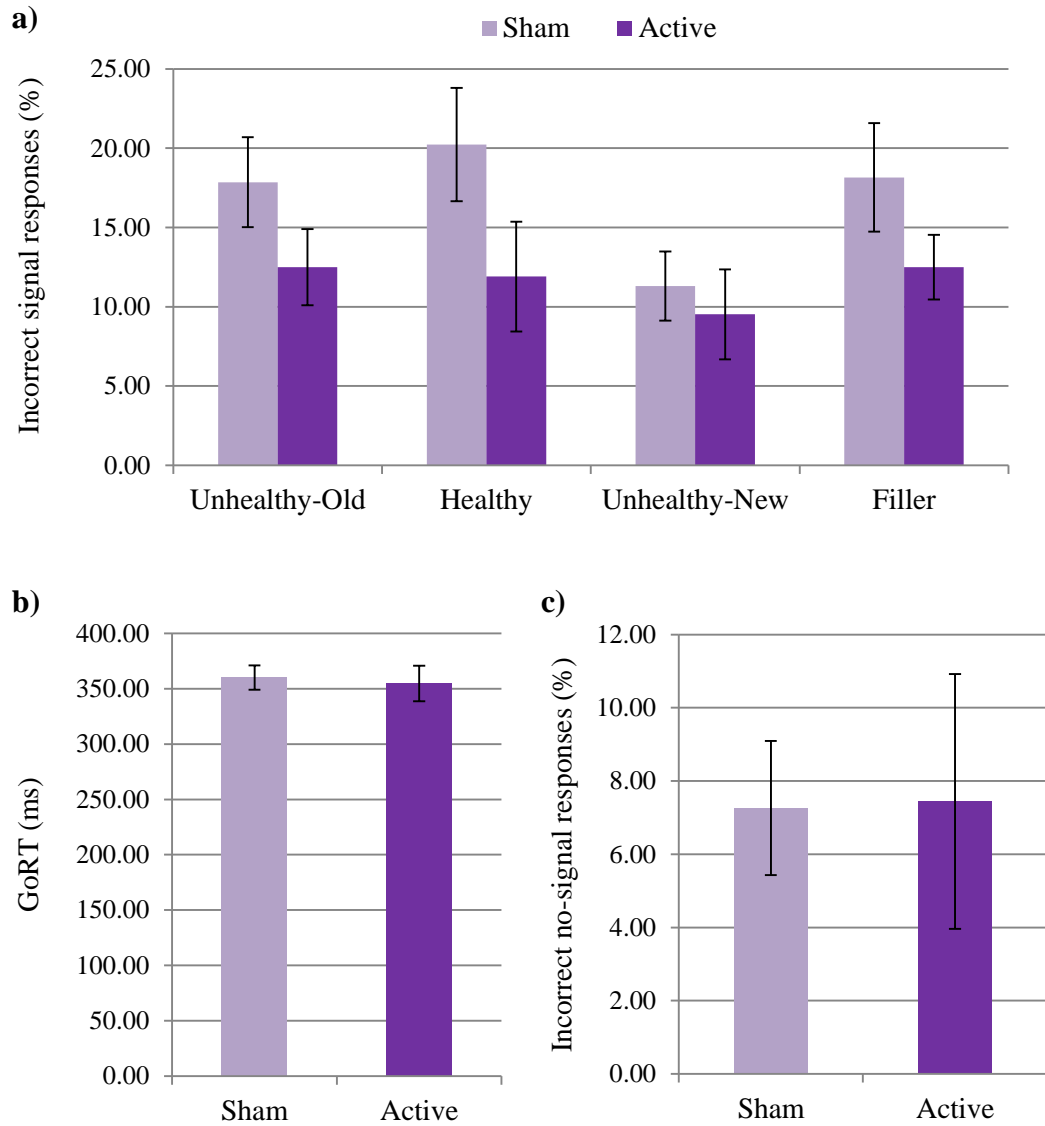 a)
Sham Active
Incorrect signal responses (%)
25.00
20.00
15.00
10.00
5.00
0.00
Unhealthy-Old Healthy Unhealthy-New Filler
b)
GoRT (ms)
400.00
350.00
300.00
250.00
200.00
150.00
100.00
50.00
0.00
Sham Active
c)
Incorrect no-signal responses (%)
12.00
10.00
8.00
6.00
4.00
2.00
0.00
Sham Active